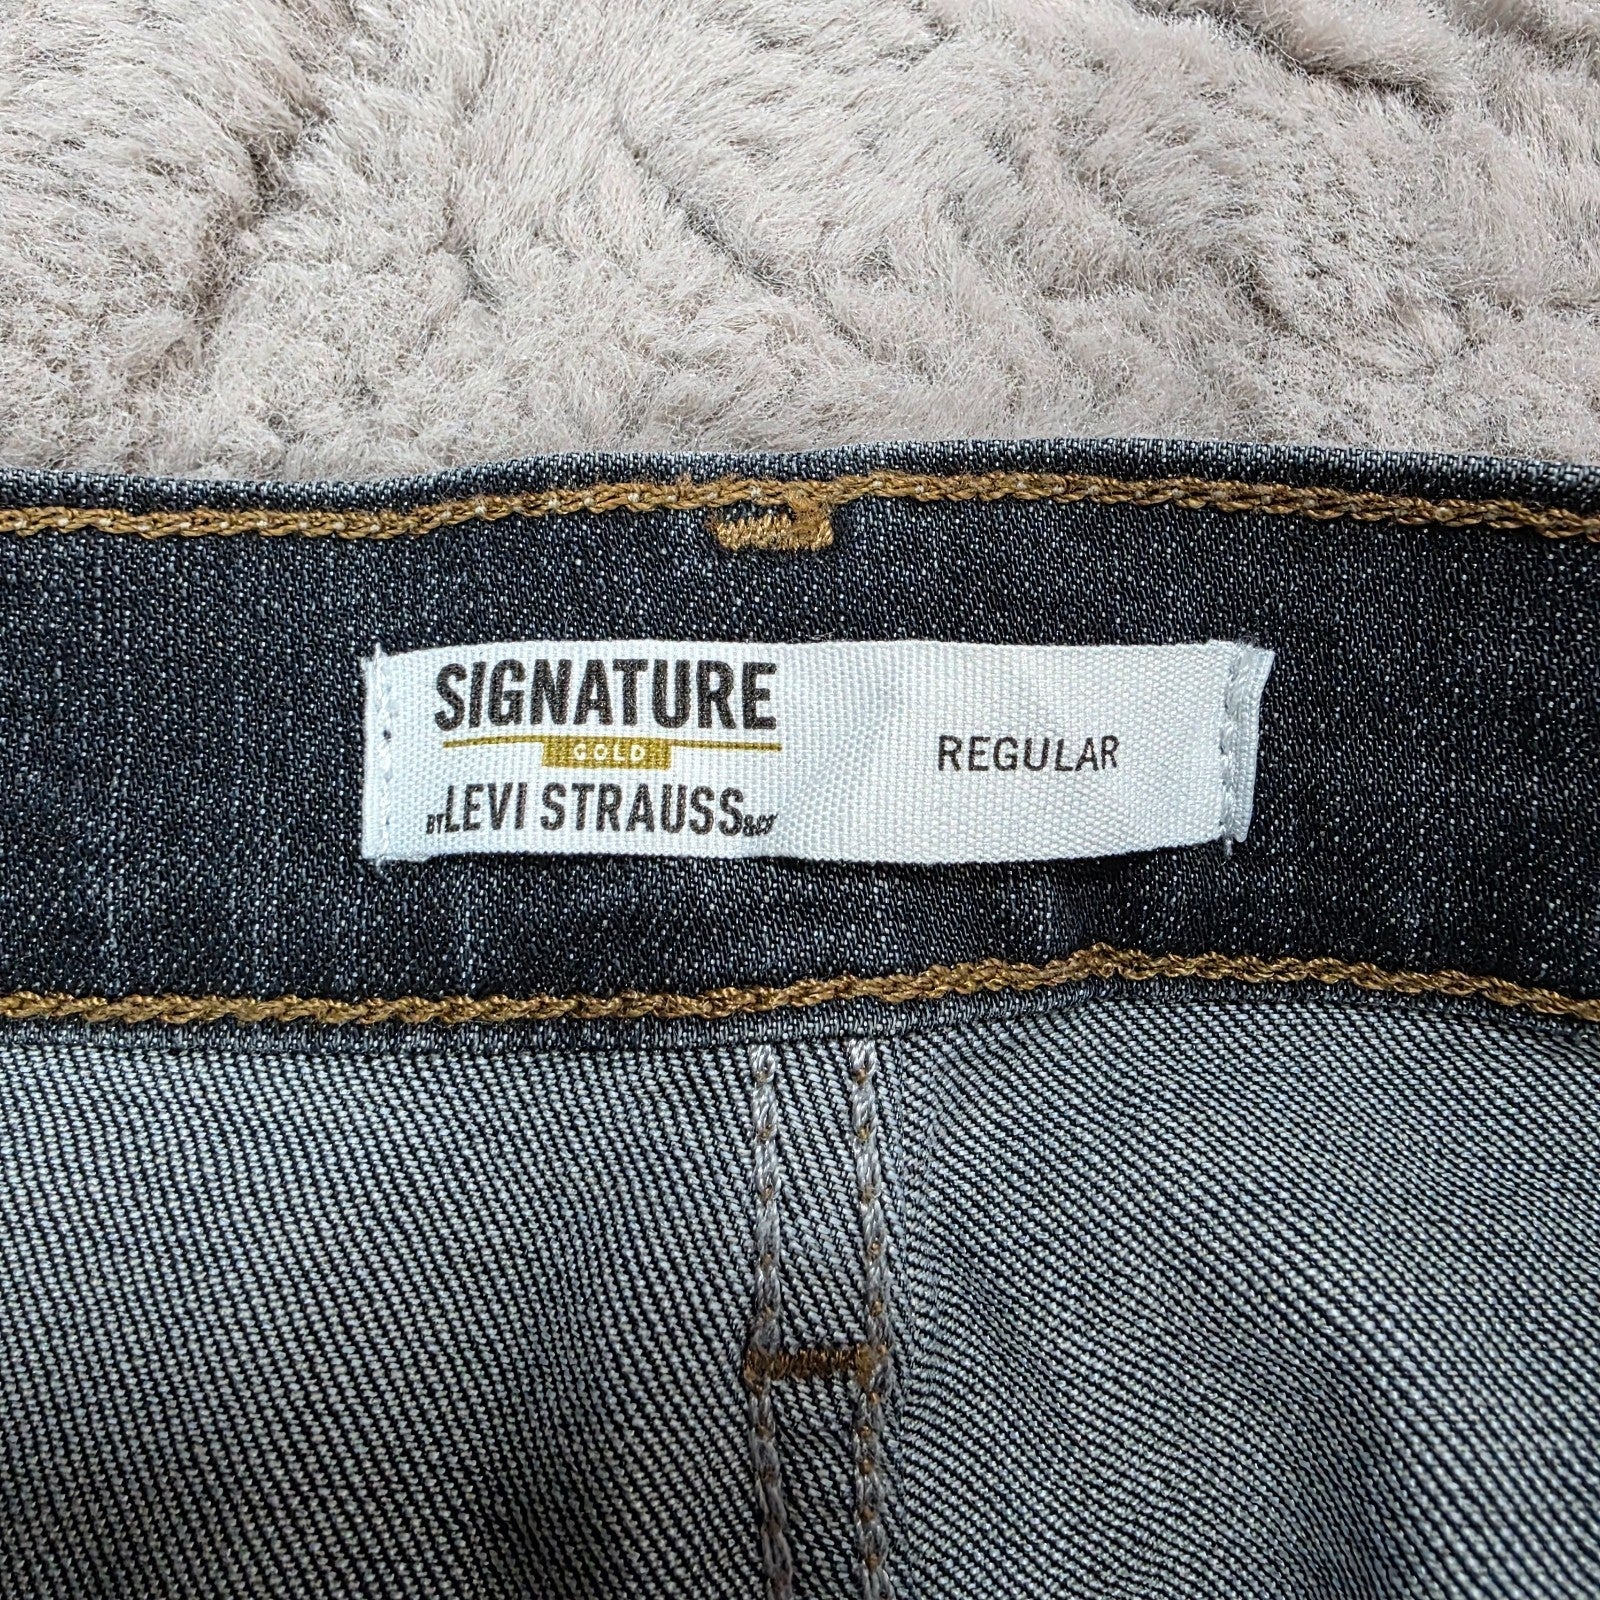 SIGNATURE
GOLD
BY LEVI STRAUSS & CO
REGULAR